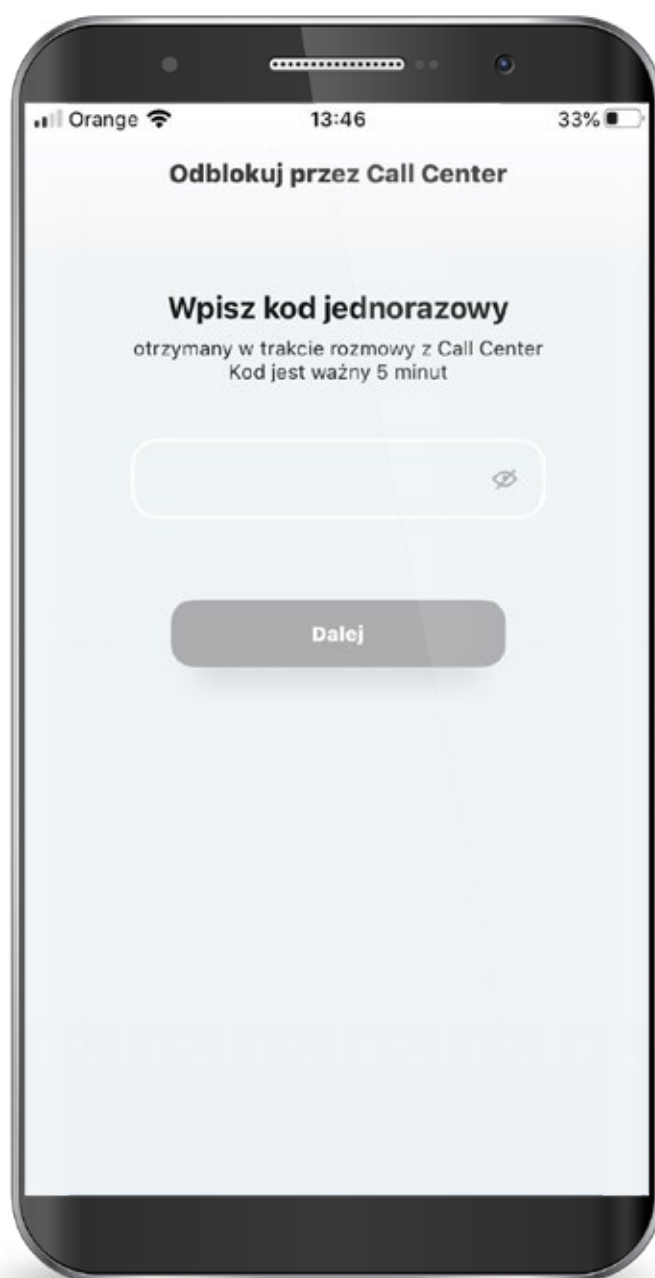 Orange 13:46 33%
Odblokuj przez Call Center
Wpisz kod jednorazowy
otrzymany w trakcie rozmowy z Call Center
Kod jest ważny 5 minut
Dalej